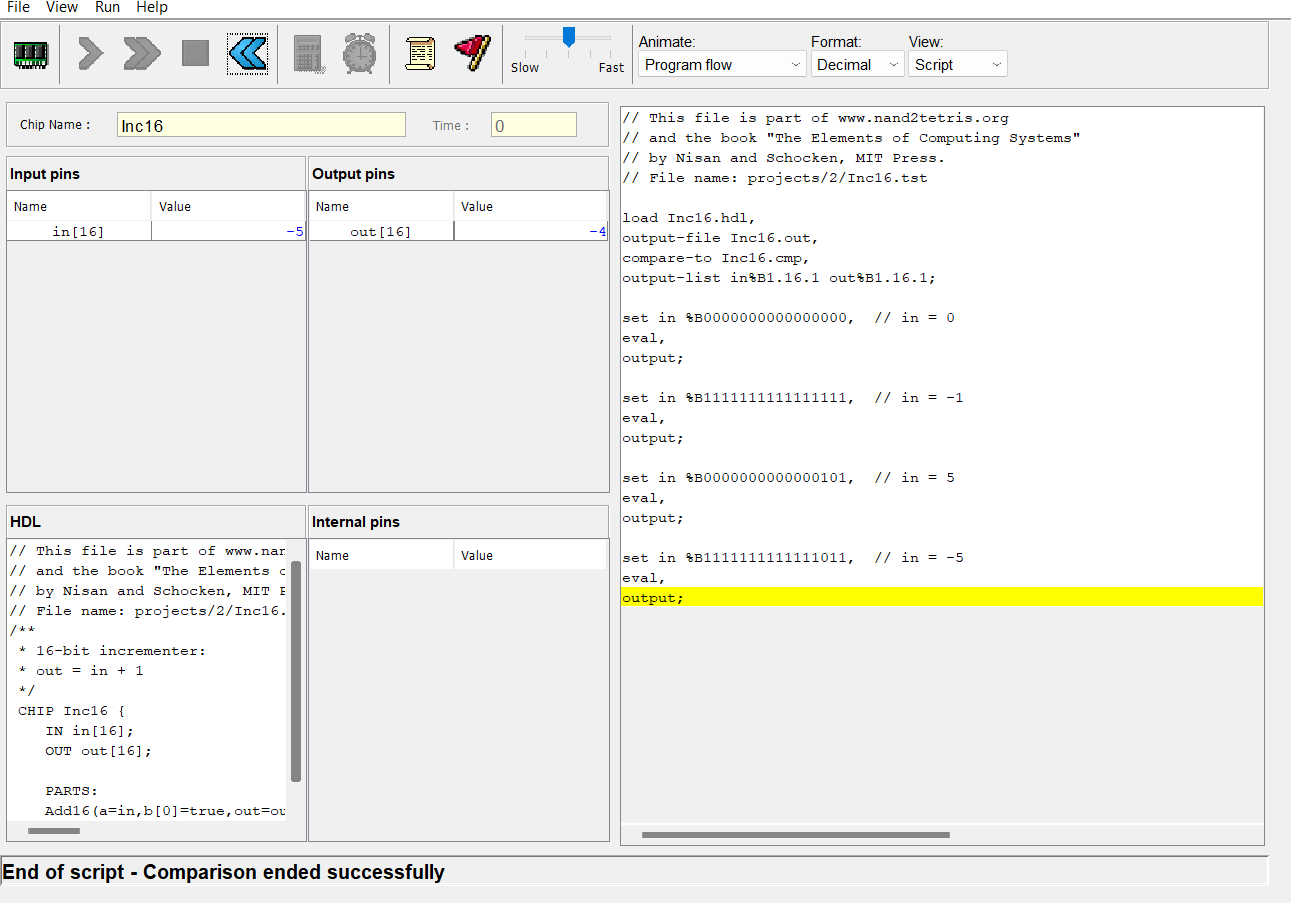 File View Run Help
Slow Fast
Animate: Format: View:
Program flow Decimal Script
Chip Name : Inc16 Time : 0
Input pins
Name Value
in[16] -5
Output pins
Name Value
out[16] -4
HDL
// This file is part of www.nan
// and the book "The Elements o
// by Nisan and Schocken, MIT P
// File name: projects/2/Inc16.
/**
* 16-bit incrementer:
* out = in + 1
*/
CHIP Inc16 {
IN in[16];
OUT out[16];
PARTS:
Add16(a=in,b[0]=true,out=ou
Internal pins
Name Value
// This file is part of www.nand2tetris.org
// and the book "The Elements of Computing Systems"
// by Nisan and Schocken, MIT Press.
// File name: projects/2/Inc16.tst
load Inc16.hdl,
output-file Inc16.out,
compare-to Inc16.cmp,
output-list in%B1.16.1 out%B1.16.1;
set in %B0000000000000000,  // in = 0
eval,
output;
set in %B1111111111111111,  // in = -1
eval,
output;
set in %B0000000000000101,  // in = 5
eval,
output;
set in %B1111111111111011,  // in = -5
eval,
output;
End of script - Comparison ended successfully